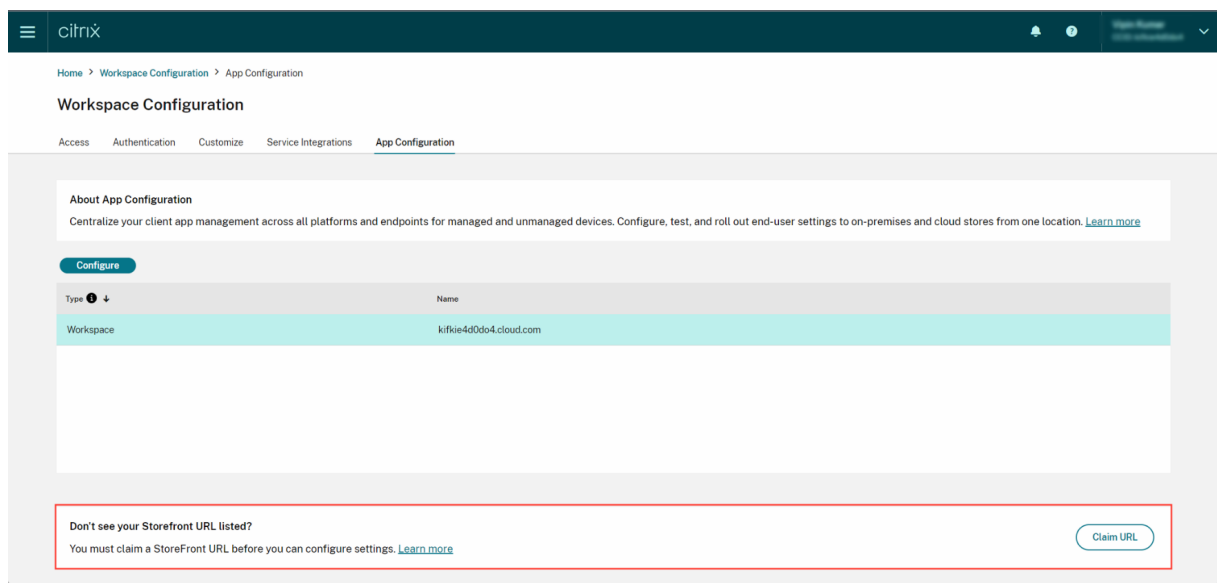 citrix
Home > Workspace Configuration > App Configuration
Workspace Configuration
Access Authentication Customize Service Integrations App Configuration
About App Configuration
Centralize your client app management across all platforms and endpoints for managed and unmanaged devices. Configure, test, and roll out end-user settings to on-premises and cloud stores from one location. Learn more
Configure
Type Name
Workspace kifkie4d0do4.cloud.com
Don't see your Storefront URL listed?
You must claim a StoreFront URL before you can configure settings. Learn more
Claim URL